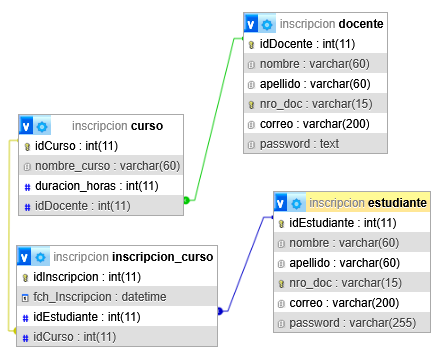 inscripcion docente
idDocente : int(11)
nombre : varchar(60)
apellido : varchar(60)
nro_doc : varchar(15)
correo : varchar(200)
password : text
inscripcion curso
idCurso : int(11)
nombre_curso : varchar(60)
duracion_horas : int(11)
idDocente : int(11)
inscripcion estudiante
idEstudiante : int(11)
nombre : varchar(60)
apellido : varchar(60)
nro_doc : varchar(15)
correo : varchar(200)
password : varchar(255)
inscripcion inscripcion_curso
idInscripcion : int(11)
fch_Inscripcion : datetime
idEstudiante : int(11)
idCurso : int(11)